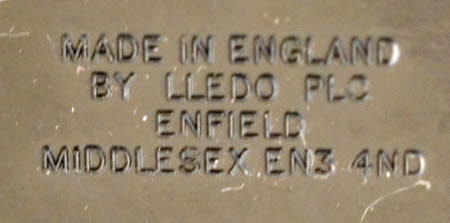 MADE IN ENGLAND
BY LLEDO PLC
ENFIELD
MIDDLESEX EN3 4ND